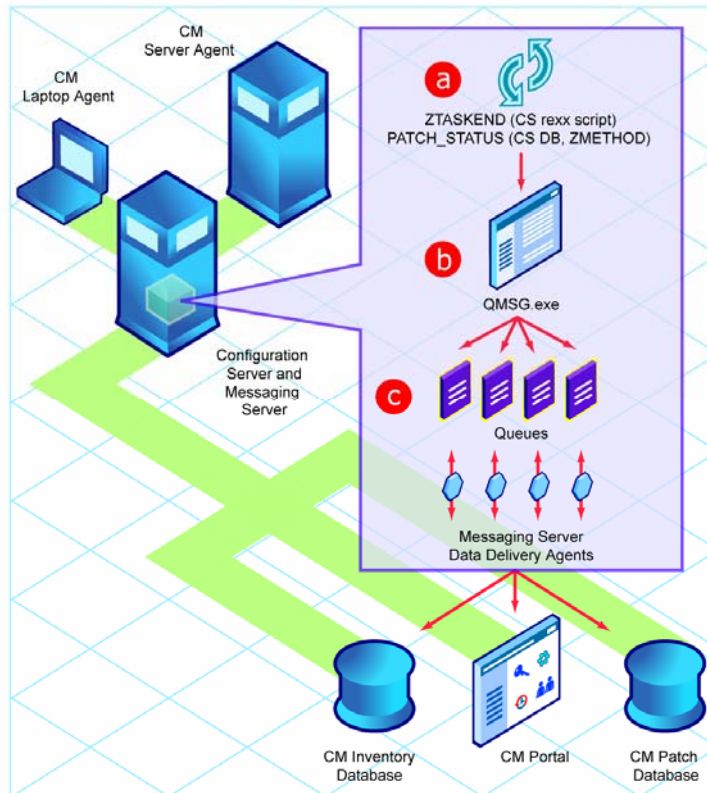 CM
Server Agent
CM
Laptop Agent
a
ZTASKEND (CS rexx script)
PATCH_STATUS (CS DB, ZMETHOD)
b
QMSG.exe
Configuration
Server and
Messaging
Server
c
Queues
Messaging Server
Data Delivery Agents
CM Inventory
Database
CM Portal
CM Patch
Database